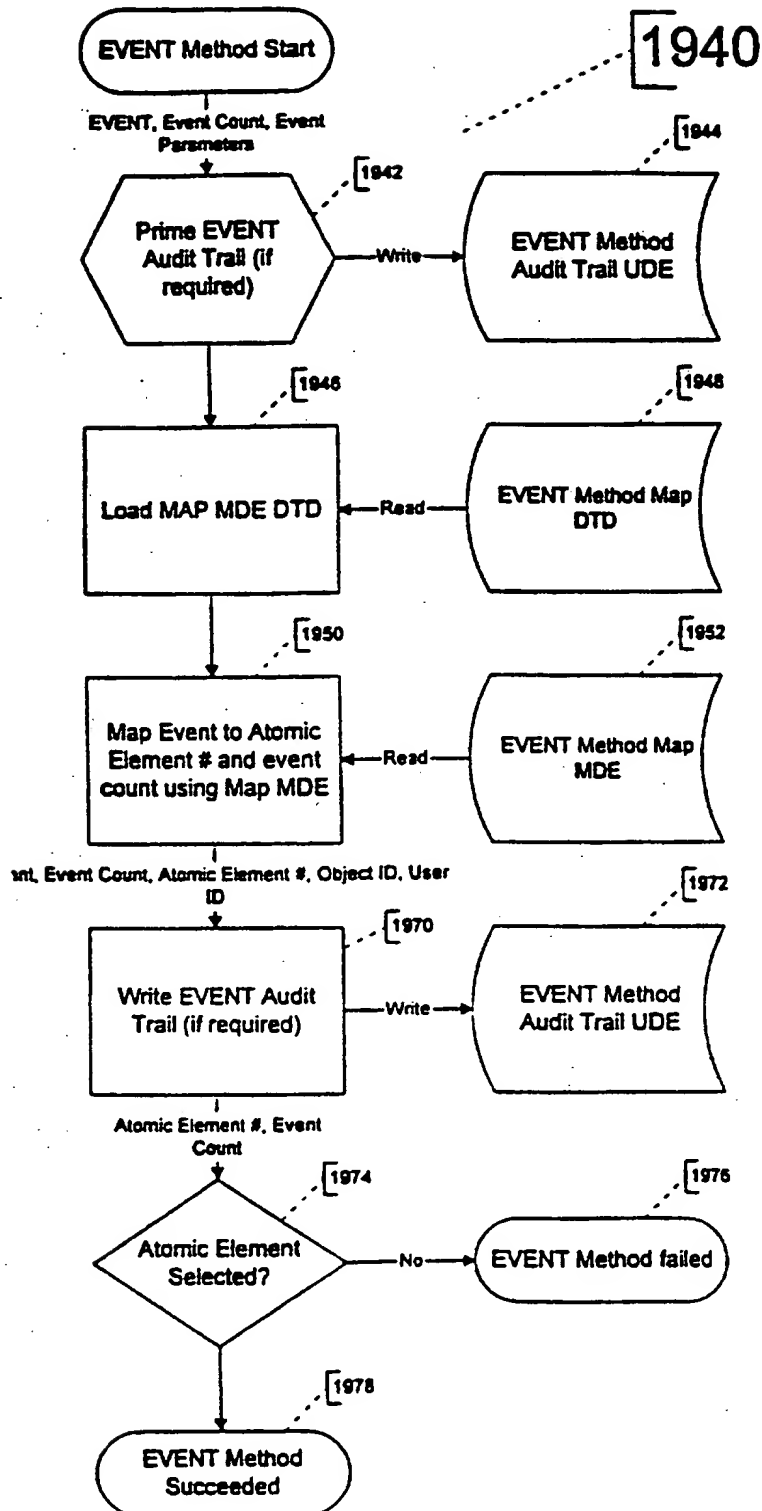 EVENT Method Start
1940
EVENT, Event Count, Event
Parameters
1942
1944
Prime EVENT
Audit Trail (if
required)
Write
EVENT Method
Audit Trail UDE
1946
1948
Load MAP MDE DTD
Read
EVENT Method Map
DTD
1950
1952
Map Event to Atomic
Element # and event
count using Map MDE
Read
EVENT Method Map
MDE
nt, Event Count, Atomic Element #, Object ID, User
ID
1970
1972
Write EVENT Audit
Trail (if required)
Write
EVENT Method
Audit Trail UDE
Atomic Element #, Event
Count
1974
1976
Atomic Element
Selected?
No
EVENT Method failed
1978
EVENT Method
Succeeded